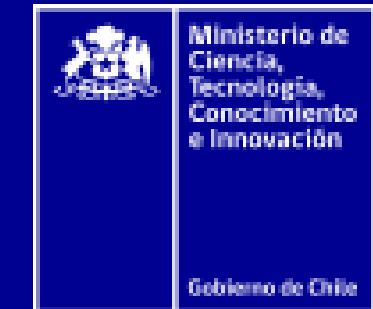 Ministerio de
Ciencia,
Tecnología,
Conocimiento
e Innovación
Gobierno de Chile